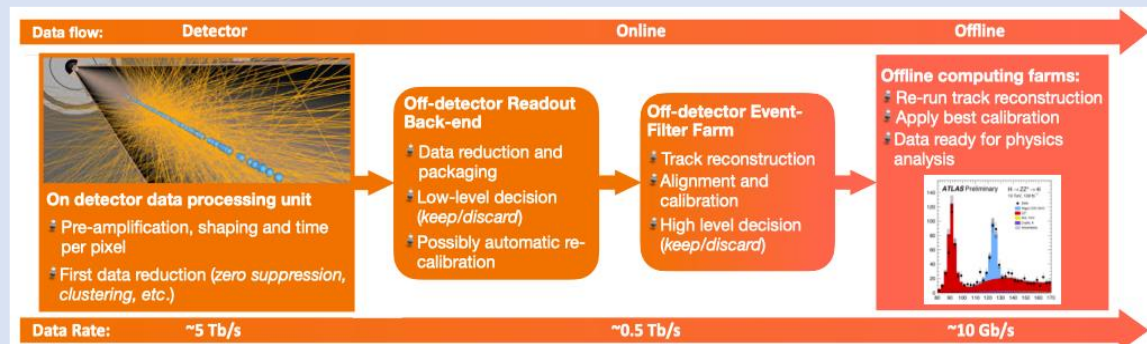 Data flow: Detector Online Offline
On detector data processing unit
Pre-amplification, shaping and time
per pixel
First data reduction (zero suppression,
clustering, etc.)
Off-detector Readout
Back-end
Data reduction and
packaging
Low-level decision
(keep/discard)
Possibly automatic re-
calibration
Off-detector Event-
Filter Farm
Track reconstruction
Alignment and
calibration
High level decision
(keep/discard)
Offline computing farms:
Re-run track reconstruction
Apply best calibration
Data ready for physics
analysis
ATLAS Preliminary
Data Rate: ~5 Tb/s ~0.5 Tb/s ~10 Gb/s